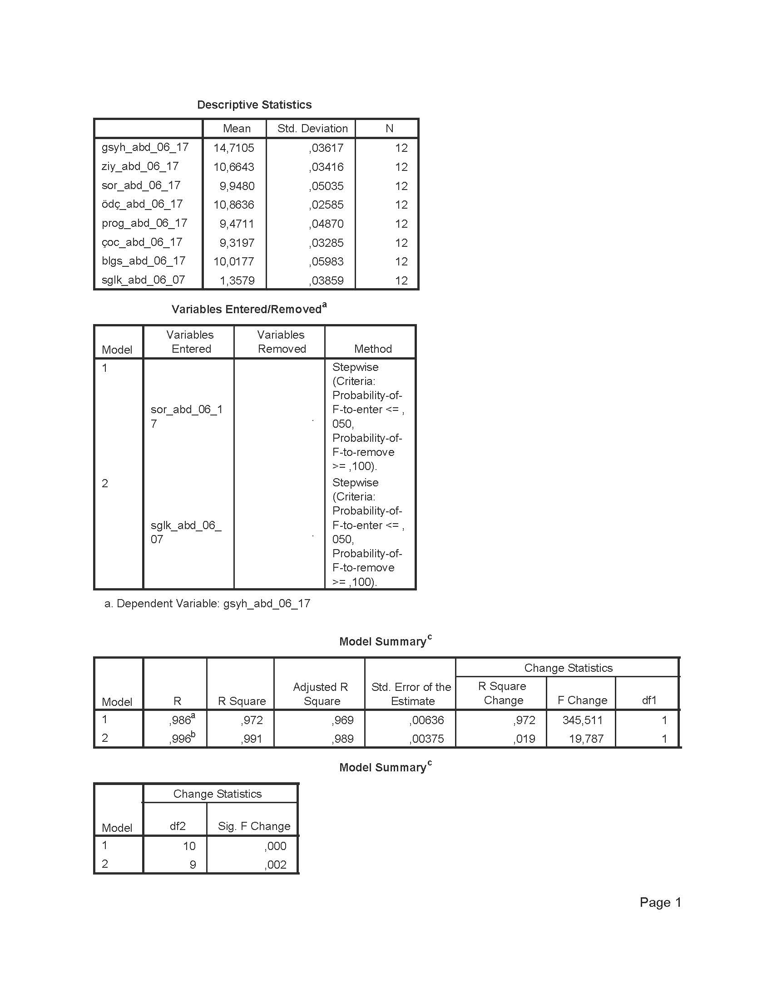 Descriptive Statistics
Mean Std. Deviation N
gsyh_abd_06_17 14,7105 ,03617 12
ziy_abd_06_17 10,6643 ,03416 12
sor_abd_06_17 9,9480 ,05035 12
ödç_abd_06_17 10,8636 ,02585 12
prog_abd_06_17 9,4711 ,04870 12
çoc_abd_06_17 9,3197 ,03285 12
blgs_abd_06_17 10,0177 ,05983 12
sglk_abd_06_07 1,3579 ,03859 12
Variables Entered/Removed^a
Model Variables Entered Variables Removed Method
1 sor_abd_06_1
7 . Stepwise
(Criteria:
Probability-of-
F-to-enter <= ,
050,
Probability-of-
F-to-remove
>= ,100).
2 sglk_abd_06_
07 . Stepwise
(Criteria:
Probability-of-
F-to-enter <= ,
050,
Probability-of-
F-to-remove
>= ,100).
a. Dependent Variable: gsyh_abd_06_17
Model Summary^c
Change Statistics
Model R R Square Adjusted R Square Std. Error of the Estimate R Square Change F Change df1
1 ,986^a ,972 ,969 ,00636 ,972 345,511 1
2 ,996^b ,991 ,989 ,00375 ,019 19,787 1
Model Summary^c
Change Statistics
Model df2 Sig. F Change
1 10 ,000
2 9 ,002
Page 1